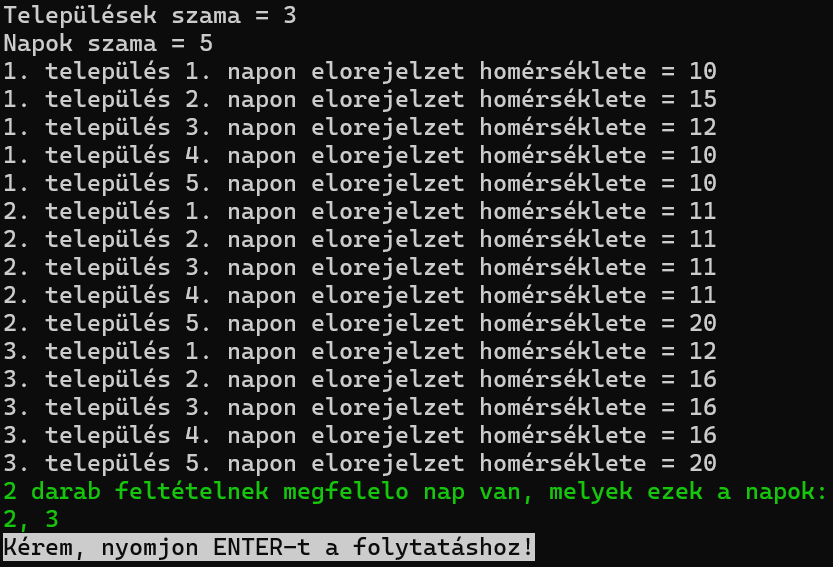 Települések szama = 3
Napok szama = 5
1. település 1. napon elorejelzet homérséklete = 10
1. település 2. napon elorejelzet homérséklete = 15
1. település 3. napon elorejelzet homérséklete = 12
1. település 4. napon elorejelzet homérséklete = 10
1. település 5. napon elorejelzet homérséklete = 10
2. település 1. napon elorejelzet homérséklete = 11
2. település 2. napon elorejelzet homérséklete = 11
2. település 3. napon elorejelzet homérséklete = 11
2. település 4. napon elorejelzet homérséklete = 11
2. település 5. napon elorejelzet homérséklete = 20
3. település 1. napon elorejelzet homérséklete = 12
3. település 2. napon elorejelzet homérséklete = 16
3. település 3. napon elorejelzet homérséklete = 16
3. település 4. napon elorejelzet homérséklete = 16
3. település 5. napon elorejelzet homérséklete = 20
2 darab feltételnek megfelelo nap van, melyek ezek a napok:
2, 3
Kérem, nyomjon ENTER-t a folytatáshoz!